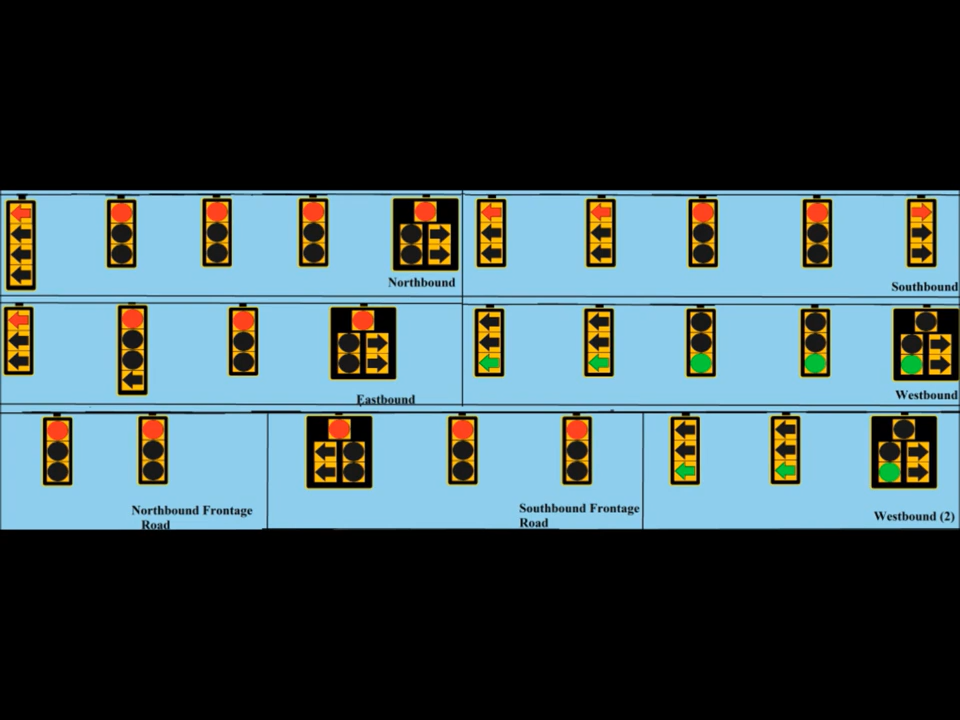 Northbound
Southbound
Eastbound
Westbound
Northbound Frontage
Road
Southbound Frontage
Road
Westbound (2)